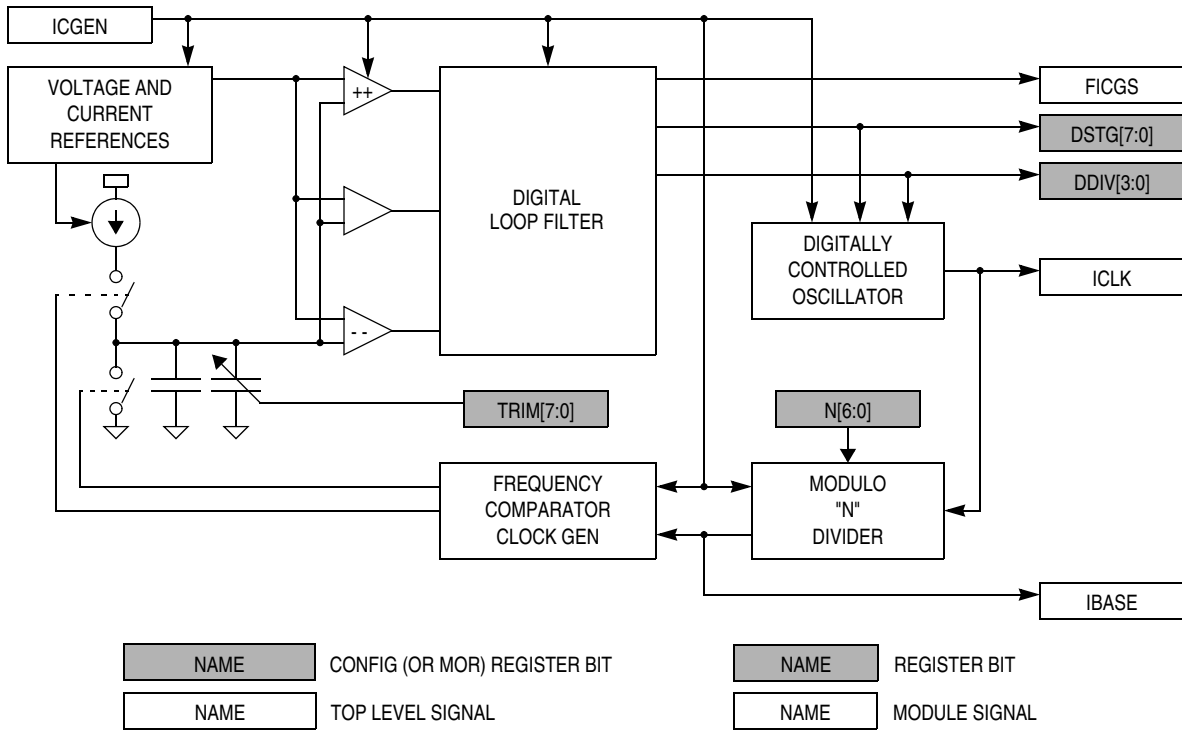 ICGEN
VOLTAGE AND
CURRENT
REFERENCES
++
- -
DIGITAL
LOOP FILTER
FICGS
DSTG[7:0]
DDIV[3:0]
DIGITALLY
CONTROLLED
OSCILLATOR
ICLK
TRIM[7:0]
N[6:0]
FREQUENCY
COMPARATOR
CLOCK GEN
MODULO
"N"
DIVIDER
IBASE
NAME CONFIG (OR MOR) REGISTER BIT
NAME REGISTER BIT
NAME TOP LEVEL SIGNAL
NAME MODULE SIGNAL